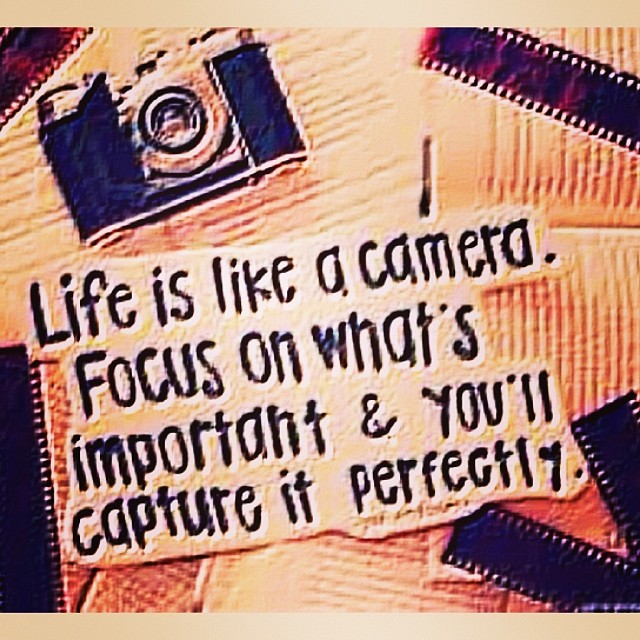 Life is like a camera.
Focus on what's
important & you'll
capture it perfectly.